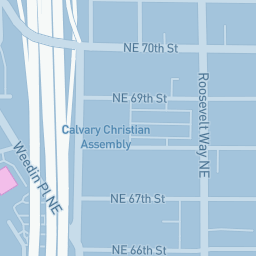 NE 70th St
NE 69th St
Roosevelt Way NE
Calvary Christian
Assembly
Weedin Pl NE
NE 67th St
NE 66th St